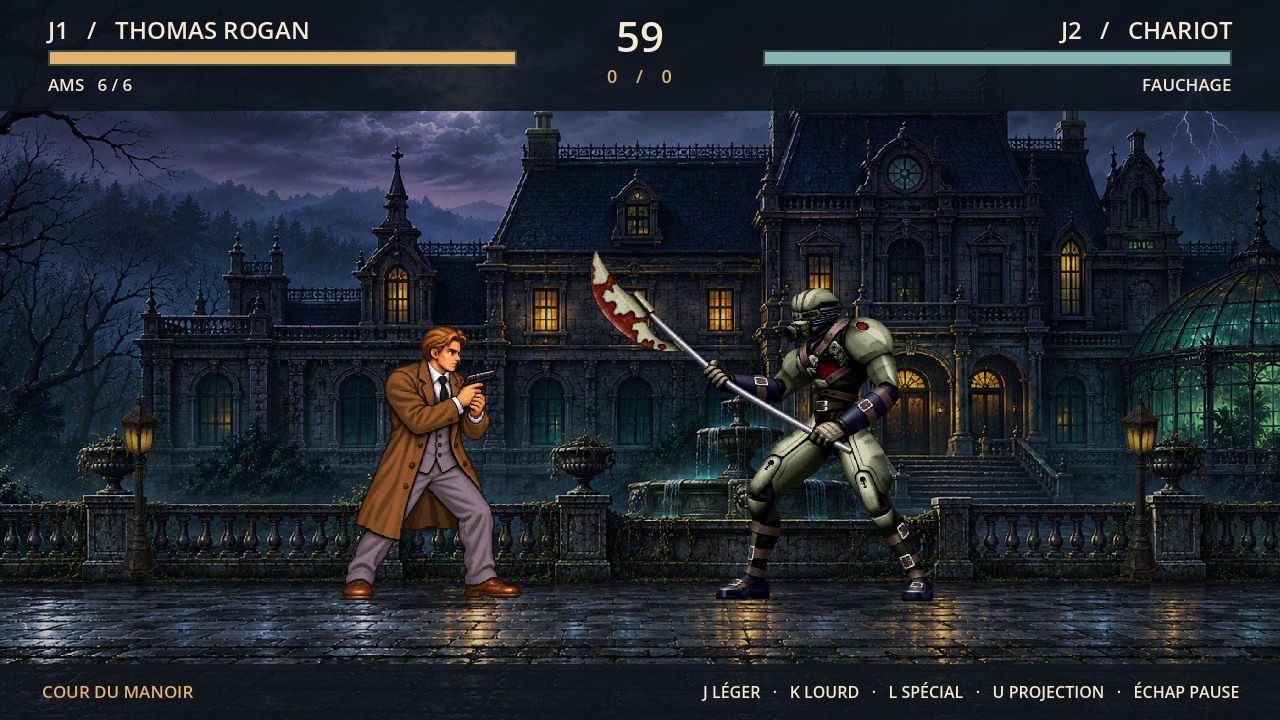 J1 / THOMAS ROGAN
59
J2 / CHARIOT
0 / 0
AMS 6 / 6
FAUCHAGE
COUR DU MANOIR
J LÉGER · K LOURD · L SPÉCIAL · U PROJECTION · ÉCHAP PAUSE